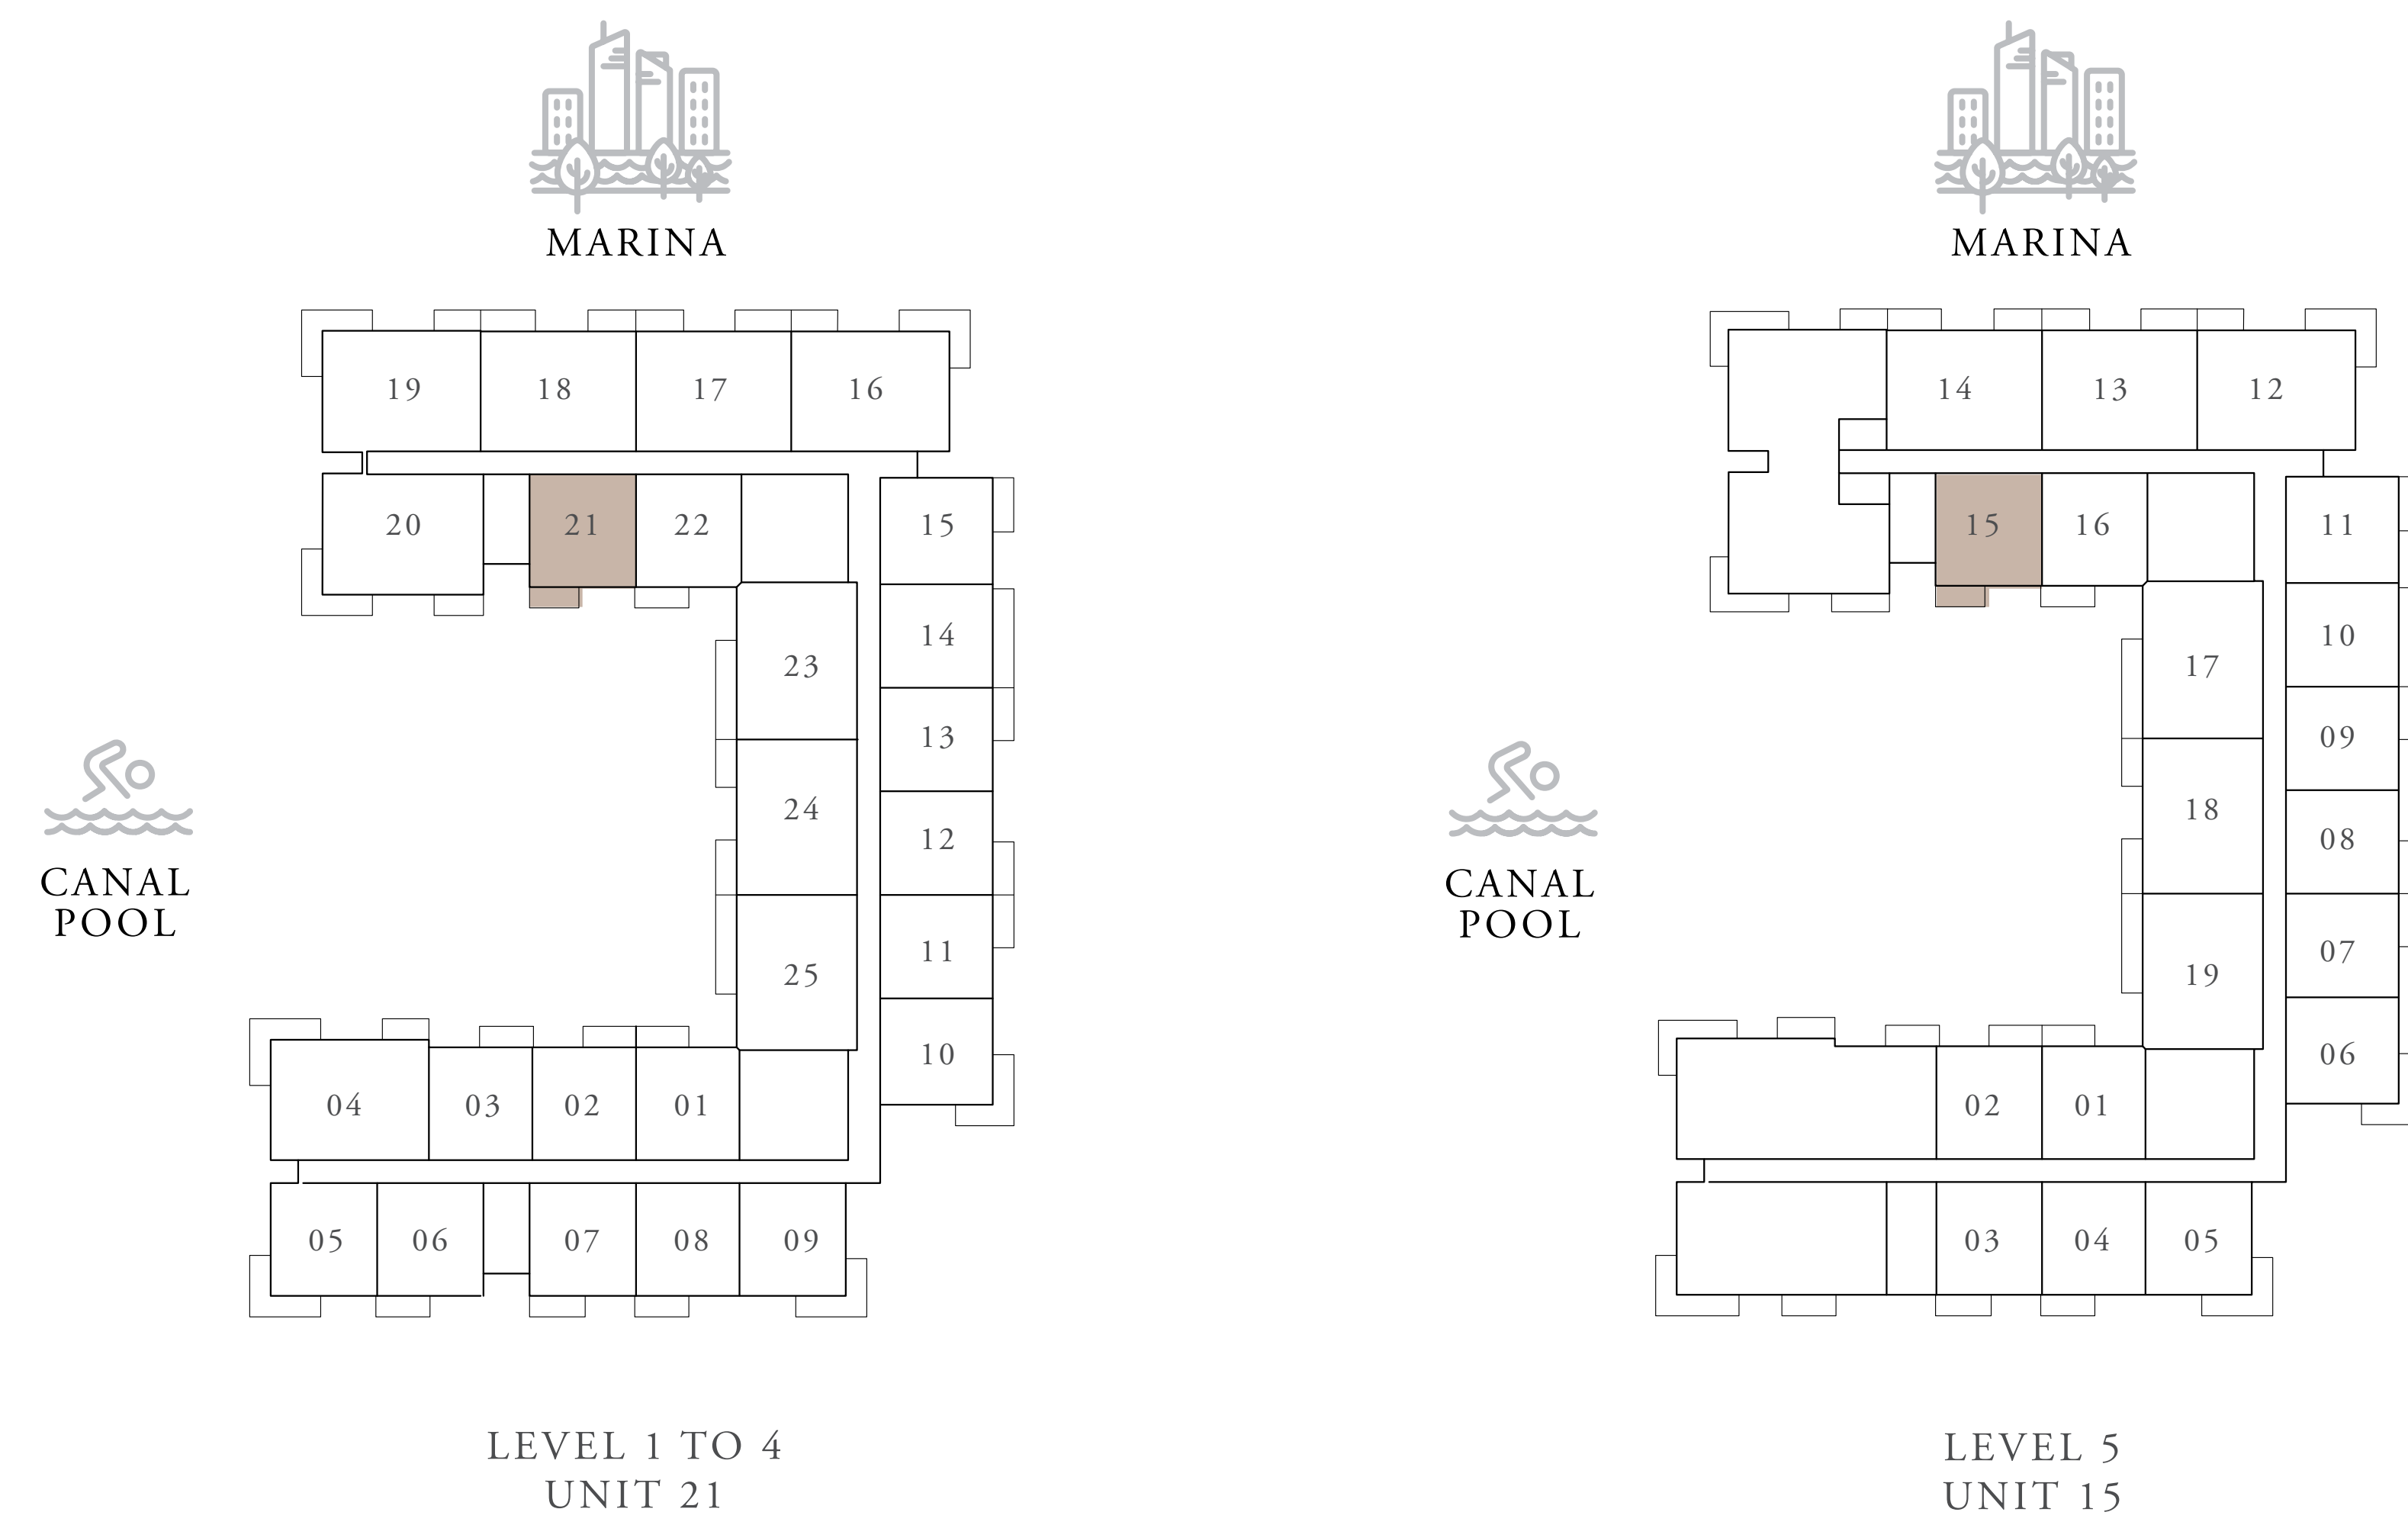 MARINA
19 18 17 16
20 21 22 15
14
23
13
24
12
CANAL
POOL
11
25
10
04 03 02 01
05 06 07 08 09
LEVEL 1 TO 4
UNIT 21
MARINA
14 13 12
15 16 11
10
17
09
18
08
CANAL
POOL
07
19
06
02 01
03 04 05
LEVEL 5
UNIT 15